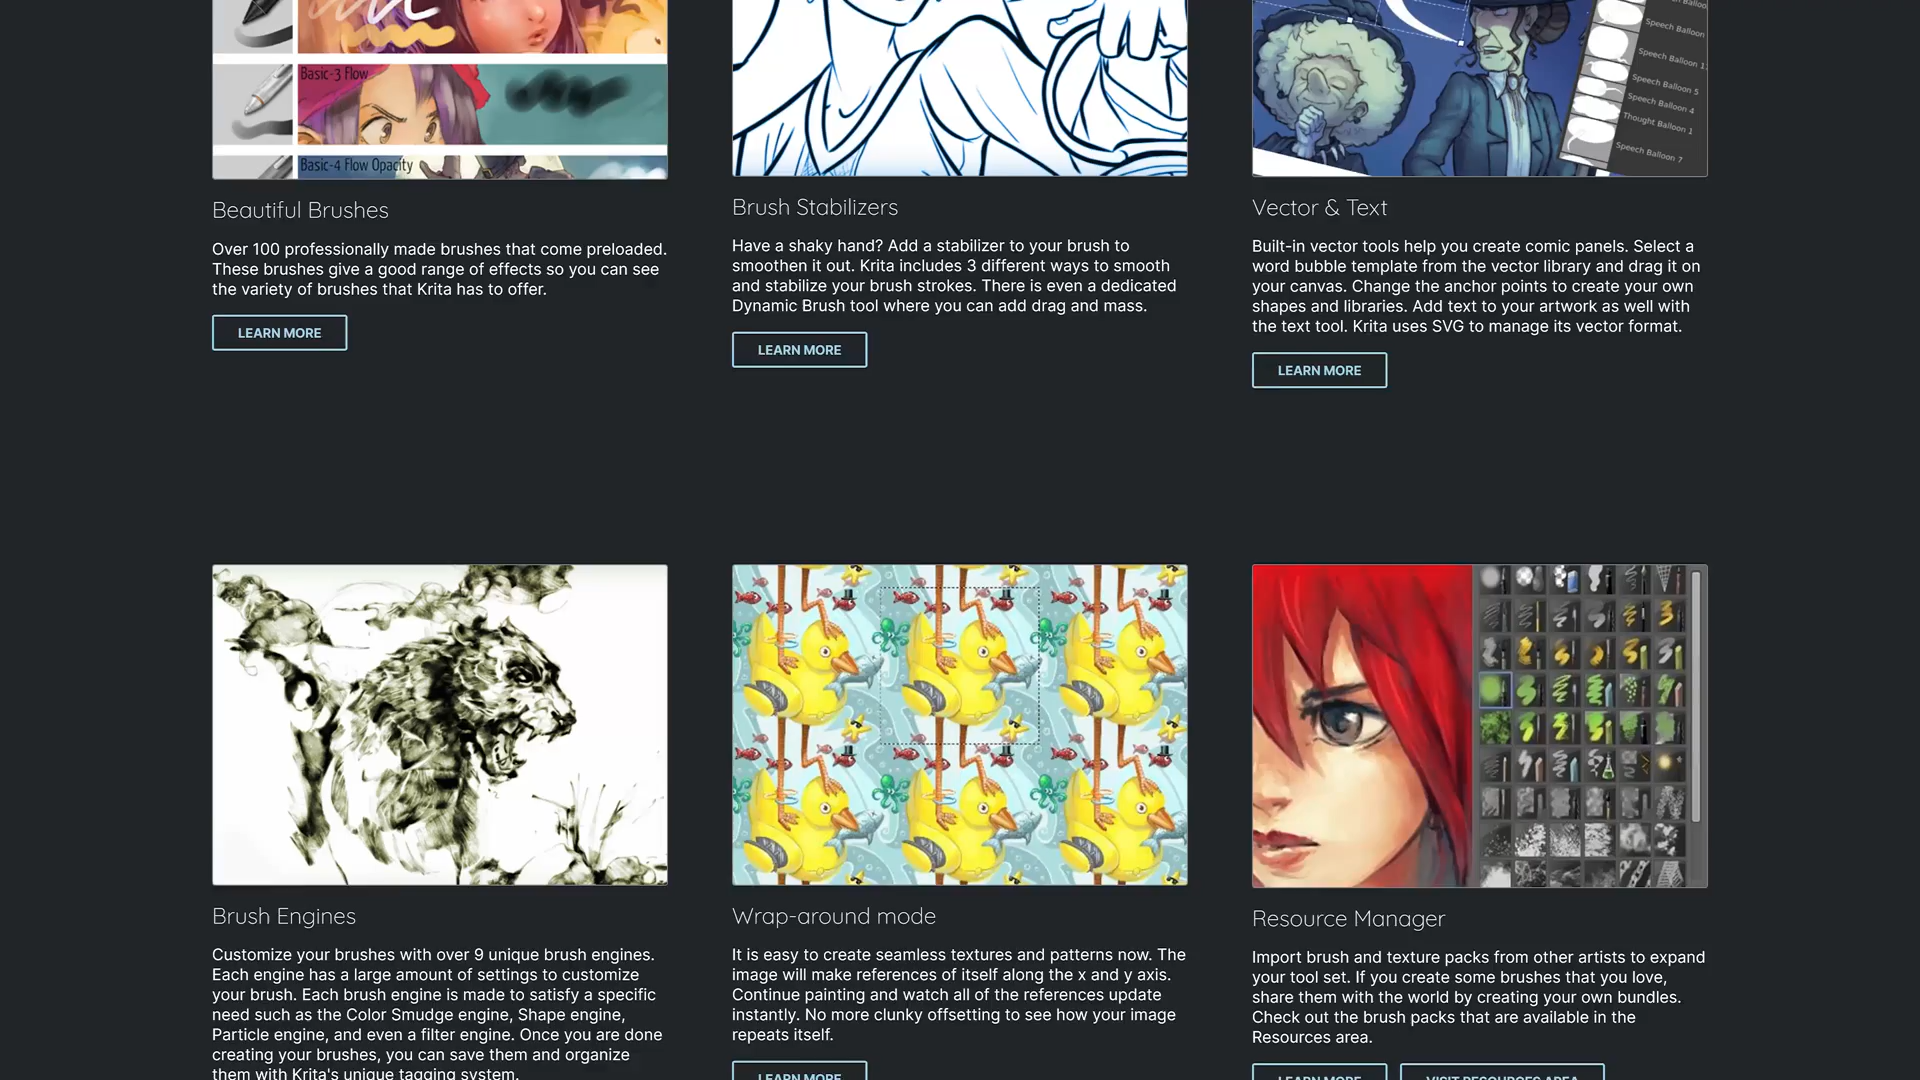 Basic-3 Flow
Basic-4 Flow Opacity
Speech Balloon
Speech Balloon 5
Speech Balloon 4
Thought Balloon 1
Speech Balloon 7
Beautiful Brushes
Over 100 professionally made brushes that come preloaded.
These brushes give a good range of effects so you can see
the variety of brushes that Krita has to offer.
LEARN MORE
Brush Stabilizers
Have a shaky hand? Add a stabilizer to your brush to
smoothen it out. Krita includes 3 different ways to smooth
and stabilize your brush strokes. There is even a dedicated
Dynamic Brush tool where you can add drag and mass.
LEARN MORE
Vector & Text
Built-in vector tools help you create comic panels. Select a
word bubble template from the vector library and drag it on
your canvas. Change the anchor points to create your own
shapes and libraries. Add text to your artwork as well with
the text tool. Krita uses SVG to manage its vector format.
LEARN MORE
Brush Engines
Customize your brushes with over 9 unique brush engines.
Each engine has a large amount of settings to customize
your brush. Each brush engine is made to satisfy a specific
need such as the Color Smudge engine, Shape engine,
Particle engine, and even a filter engine. Once you are done
creating your brushes, you can save them and organize
them with Krita's unique tagging system.
Wrap-around mode
It is easy to create seamless textures and patterns now. The
image will make references of itself along the x and y axis.
Continue painting and watch all of the references update
instantly. No more clunky offsetting to see how your image
repeats itself.
LEARN MORE
Resource Manager
Import brush and texture packs from other artists to expand
your tool set. If you create some brushes that you love,
share them with the world by creating your own bundles.
Check out the brush packs that are available in the
Resources area.
LEARN MORE
VISIT RESOURCES AREA